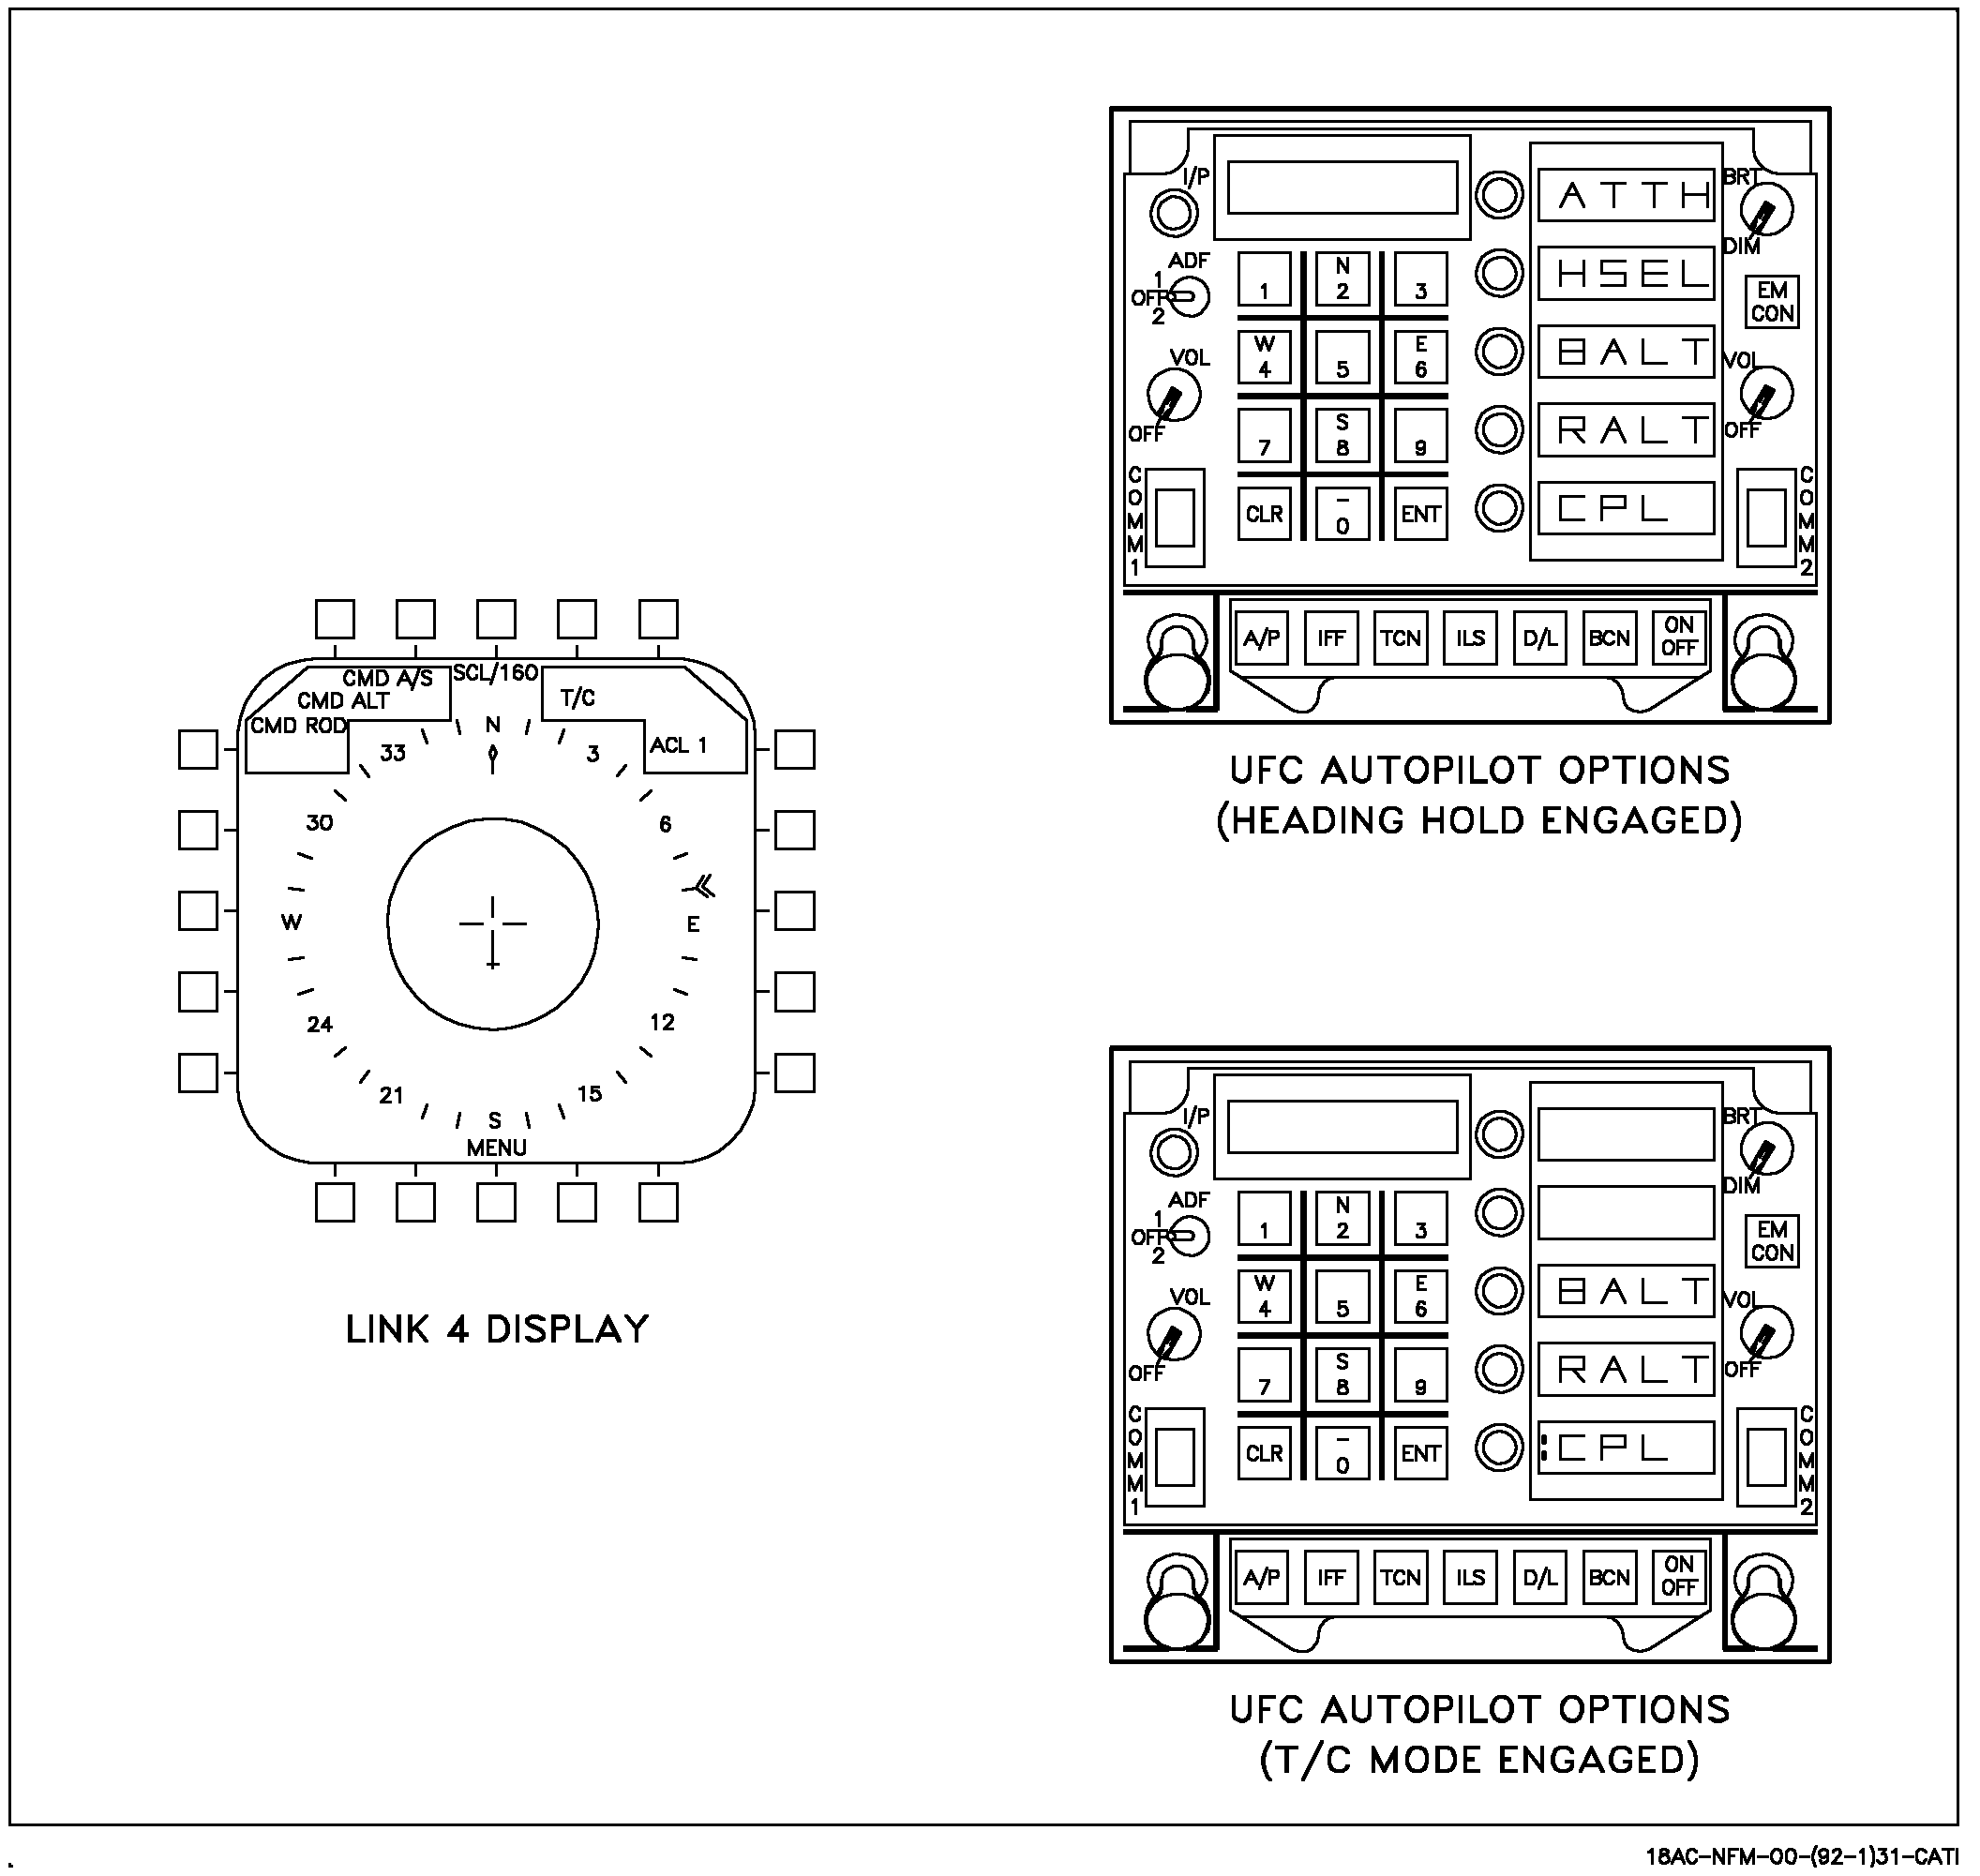 CMD A/S
SCL/160
T/C
CMD ALT
CMD ROD
ACL 1
N
33
3
30
6
W
E
24
12
21
15
S
MENU
LINK 4 DISPLAY
I/P
ATTH
BRT
DIM
ADF
1
OFF
2
HSEL
EM
CON
1
N
2
3
VOL
OFF
W
4
5
E
6
BALT
VOL
OFF
7
S
8
9
RALT
COMM1
CLR
–
0
ENT
CPL
COMM2
A/P
IFF
TCN
ILS
D/L
BCN
ON
OFF
UFC AUTOPILOT OPTIONS
(HEADING HOLD ENGAGED)
I/P
BRT
DIM
ADF
1
OFF
2
EM
CON
1
N
2
3
VOL
OFF
W
4
5
E
6
BALT
VOL
OFF
7
S
8
9
RALT
COMM1
CLR
–
0
ENT
:CPL
COMM2
A/P
IFF
TCN
ILS
D/L
BCN
ON
OFF
UFC AUTOPILOT OPTIONS
(T/C MODE ENGAGED)
18AC-NFM-00-(92-1)31-CATI